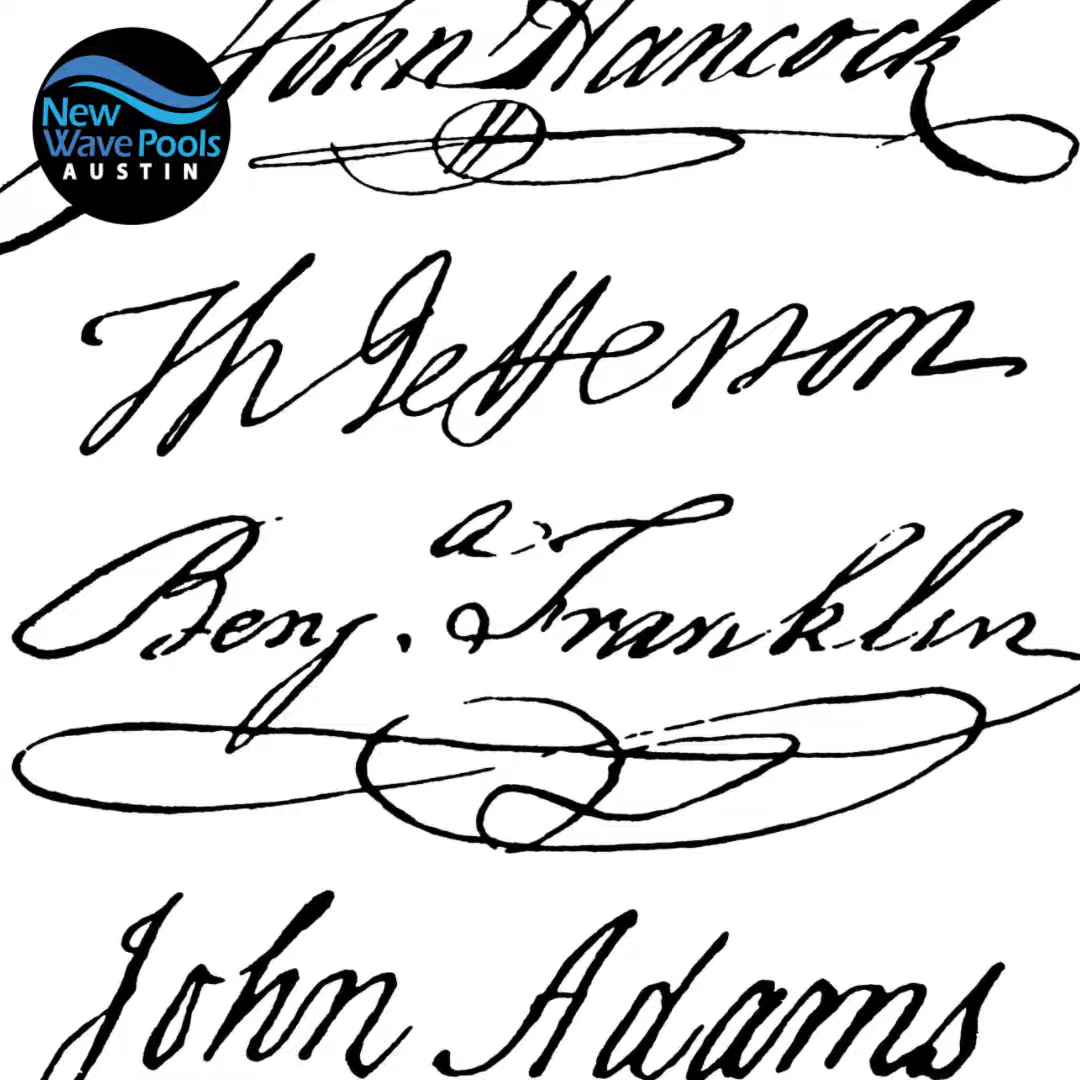 John Hancock
New
Wave Pools
AUSTIN
Th Jefferson
Benj.a Franklin
John Adams